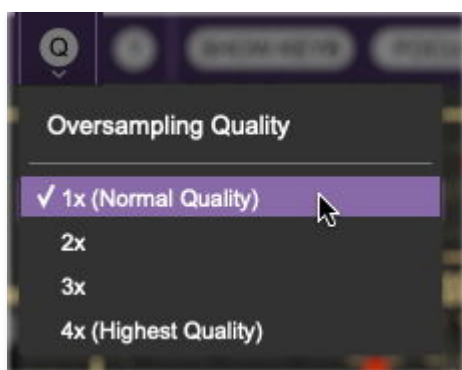 Q
Oversampling Quality
✓ 1x (Normal Quality)
2x
3x
4x (Highest Quality)